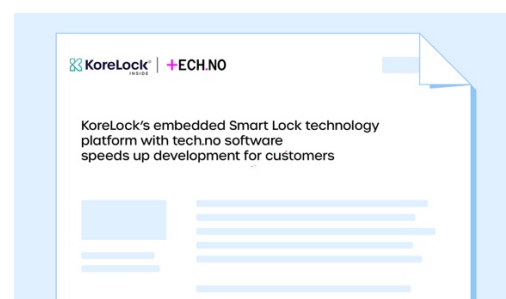 KoreLock | +ECH.NO
INSIDE
KoreLock's embedded Smart Lock technology
platform with tech.no software
speeds up development for customers